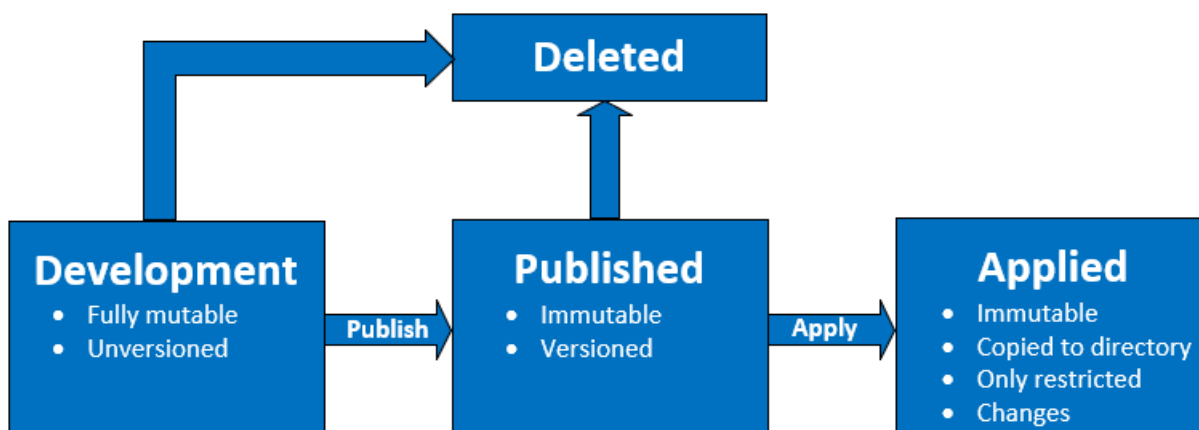 Deleted
Development
• Fully mutable
• Unversioned
Publish
Published
• Immutable
• Versioned
Apply
Applied
• Immutable
• Copied to directory
• Only restricted
• Changes